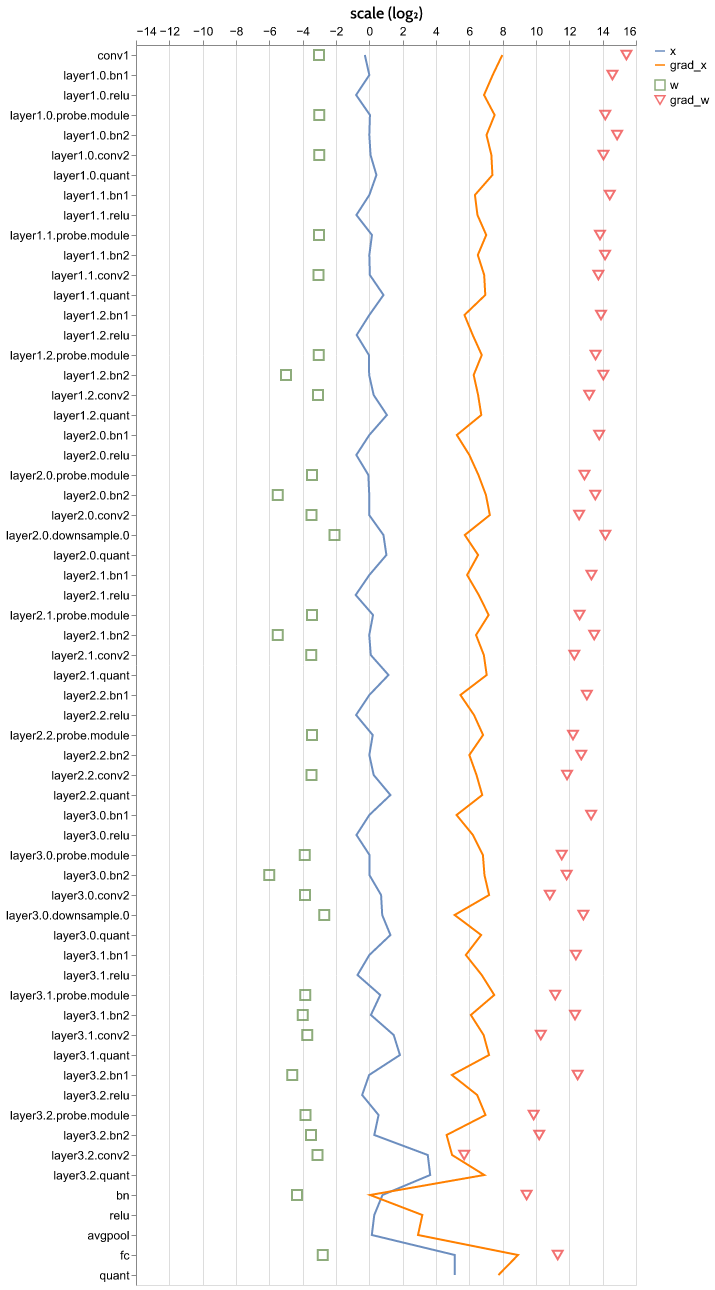 scale (log₂)
−14 −12 −10 −8 −6 −4 −2 0 2 4 6 8 10 12 14 16
x
grad_x
w
grad_w
conv1
layer1.0.bn1
layer1.0.relu
layer1.0.probe.module
layer1.0.bn2
layer1.0.conv2
layer1.0.quant
layer1.1.bn1
layer1.1.relu
layer1.1.probe.module
layer1.1.bn2
layer1.1.conv2
layer1.1.quant
layer1.2.bn1
layer1.2.relu
layer1.2.probe.module
layer1.2.bn2
layer1.2.conv2
layer1.2.quant
layer2.0.bn1
layer2.0.relu
layer2.0.probe.module
layer2.0.bn2
layer2.0.conv2
layer2.0.downsample.0
layer2.0.quant
layer2.1.bn1
layer2.1.relu
layer2.1.probe.module
layer2.1.bn2
layer2.1.conv2
layer2.1.quant
layer2.2.bn1
layer2.2.relu
layer2.2.probe.module
layer2.2.bn2
layer2.2.conv2
layer2.2.quant
layer3.0.bn1
layer3.0.relu
layer3.0.probe.module
layer3.0.bn2
layer3.0.conv2
layer3.0.downsample.0
layer3.0.quant
layer3.1.bn1
layer3.1.relu
layer3.1.probe.module
layer3.1.bn2
layer3.1.conv2
layer3.1.quant
layer3.2.bn1
layer3.2.relu
layer3.2.probe.module
layer3.2.bn2
layer3.2.conv2
layer3.2.quant
bn
relu
avgpool
fc
quant